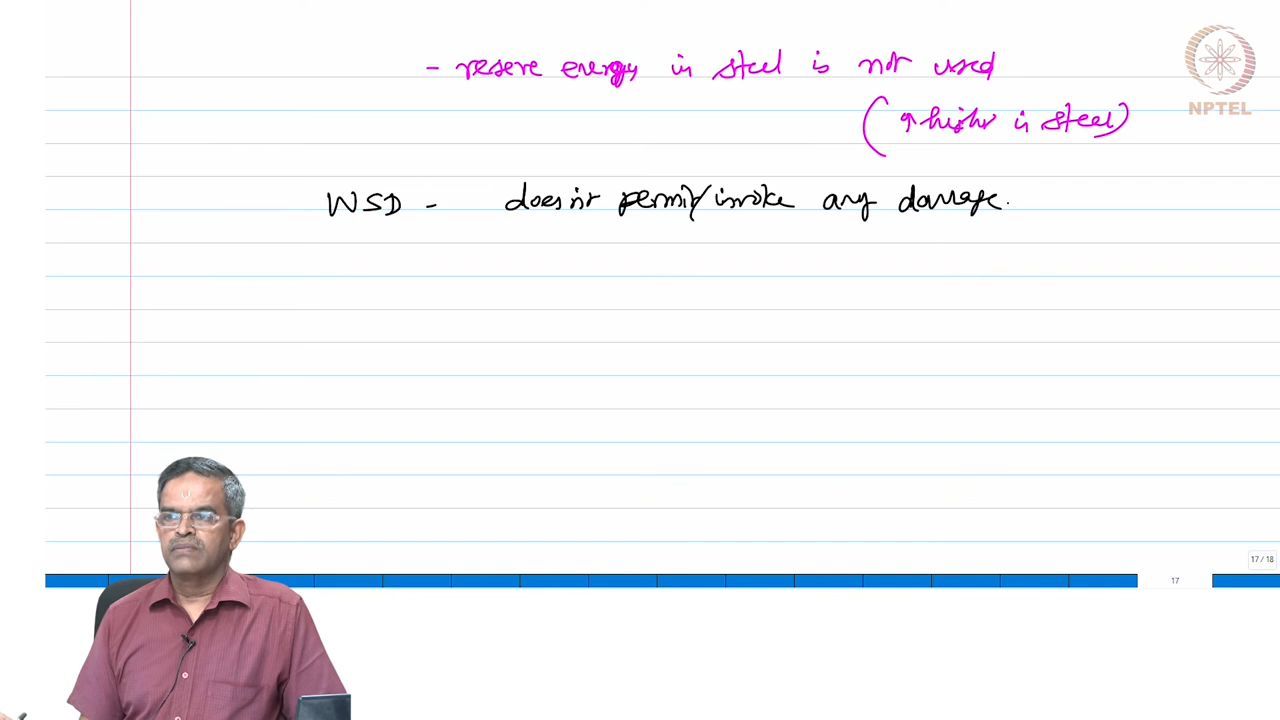 - reserve energy in steel is not used
NPTEL
( higher in steel)
WSD - doesn't permit/invoke any damage.
17/18
17